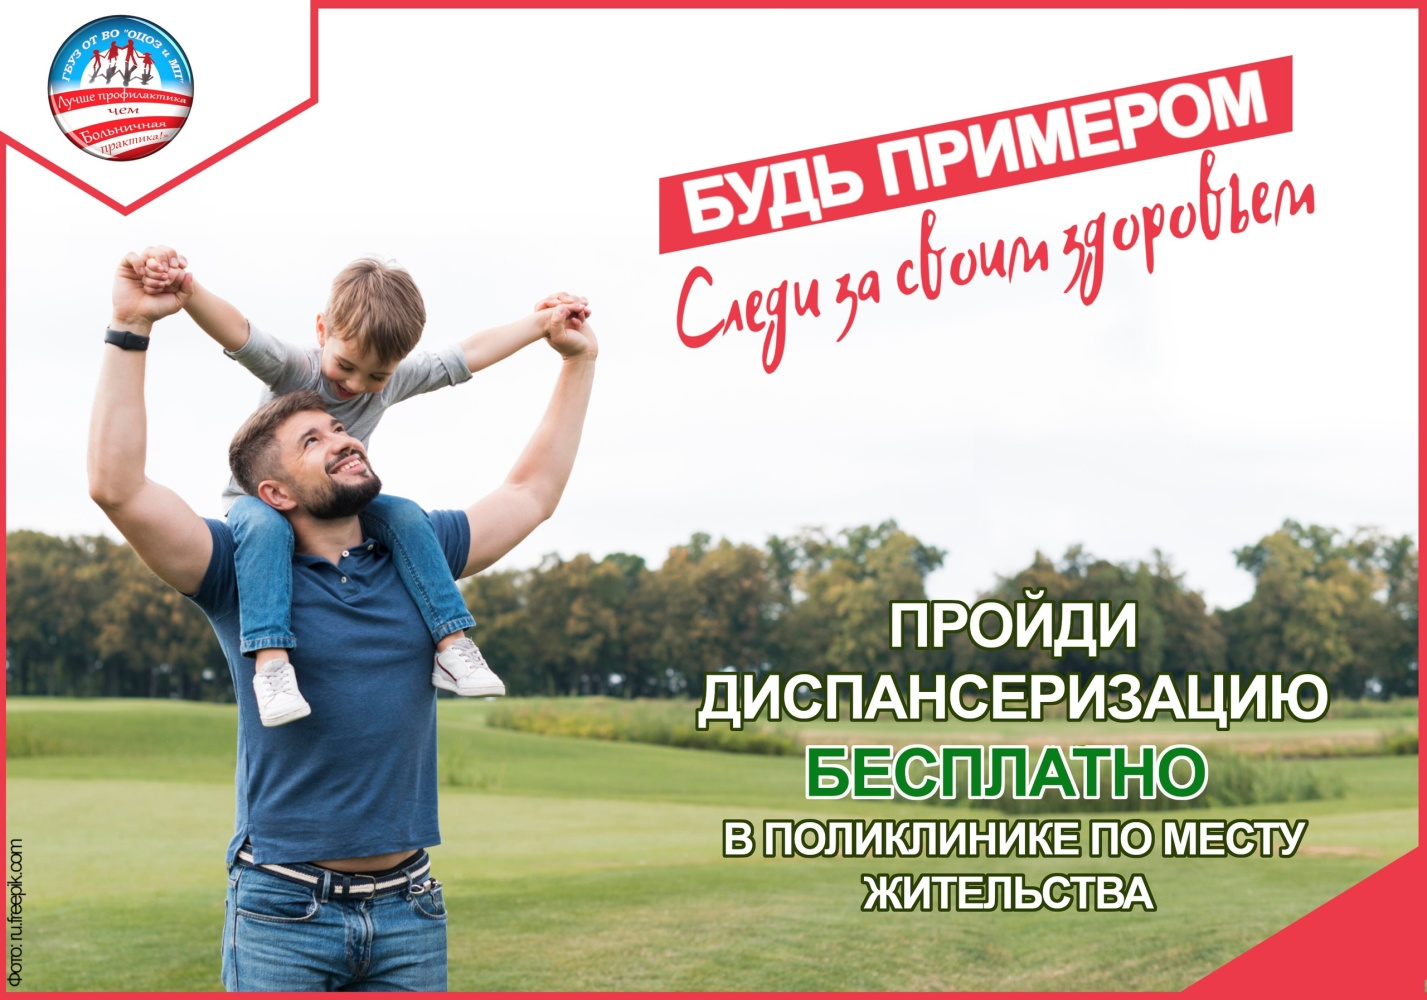 ГБУЗ ОТ ВО "ОЦОЗ и МП"
Лучше профилактика
чем
Больничная
практика!
БУДЬ ПРИМЕРОМ
Следи за своим здоровьем
ПРОЙДИ
ДИСПАНСЕРИЗАЦИЮ
БЕСПЛАТНО
В ПОЛИКЛИНИКЕ ПО МЕСТУ
ЖИТЕЛЬСТВА
Фото: ru.freepik.com